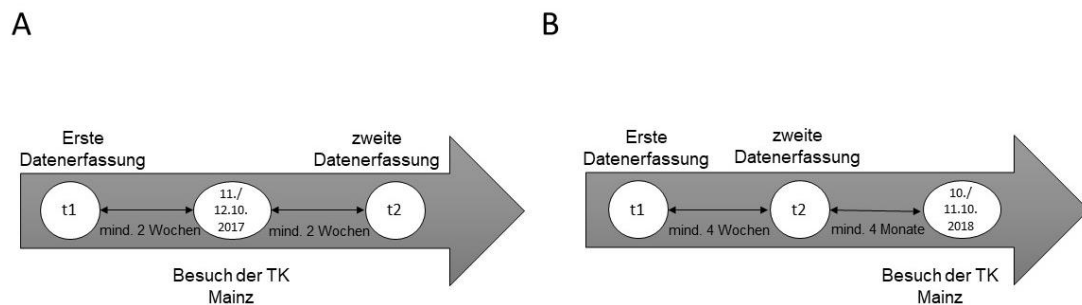 A
Erste
Datenerfassung
zweite
Datenerfassung
t1
11./
12.10.
2017
t2
mind. 2 Wochen
mind. 2 Wochen
Besuch der TK
Mainz
B
Erste
Datenerfassung
zweite
Datenerfassung
t1
t2
10./
11.10.
2018
mind. 4 Wochen
mind. 4 Monate
Besuch der TK
Mainz